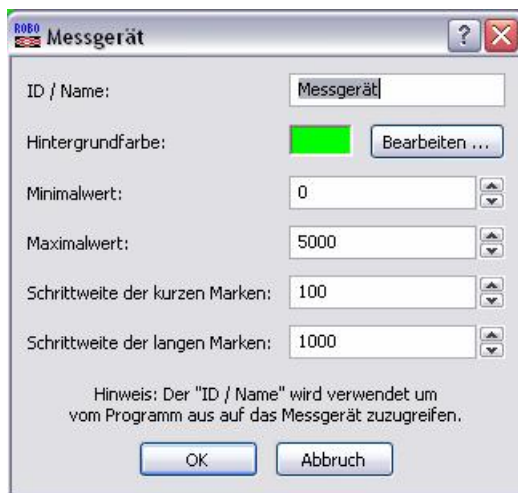 ROBO Messgerät
ID / Name: Messgerät
Hintergrundfarbe: Bearbeiten ...
Minimalwert: 0
Maximalwert: 5000
Schrittweite der kurzen Marken: 100
Schrittweite der langen Marken: 1000
Hinweis: Der "ID / Name" wird verwendet um
vom Programm aus auf das Messgerät zuzugreifen.
OK Abbruch